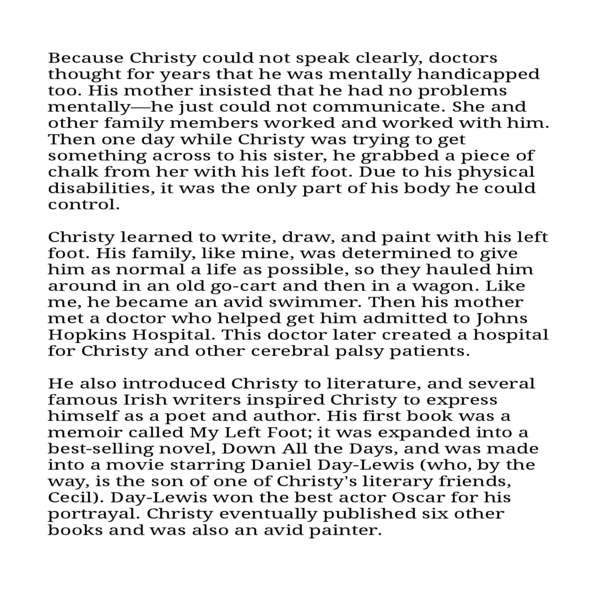 Because Christy could not speak clearly, doctors
thought for years that he was mentally handicapped
too. His mother insisted that he had no problems
mentally—he just could not communicate. She and
other family members worked and worked with him.
Then one day while Christy was trying to get
something across to his sister, he grabbed a piece of
chalk from her with his left foot. Due to his physical
disabilities, it was the only part of his body he could
control.
Christy learned to write, draw, and paint with his left
foot. His family, like mine, was determined to give
him as normal a life as possible, so they hauled him
around in an old go-cart and then in a wagon. Like
me, he became an avid swimmer. Then his mother
met a doctor who helped get him admitted to Johns
Hopkins Hospital. This doctor later created a hospital
for Christy and other cerebral palsy patients.
He also introduced Christy to literature, and several
famous Irish writers inspired Christy to express
himself as a poet and author. His first book was a
memoir called My Left Foot; it was expanded into a
best-selling novel, Down All the Days, and was made
into a movie starring Daniel Day-Lewis (who, by the
way, is the son of one of Christy's literary friends,
Cecil). Day-Lewis won the best actor Oscar for his
portrayal. Christy eventually published six other
books and was also an avid painter.